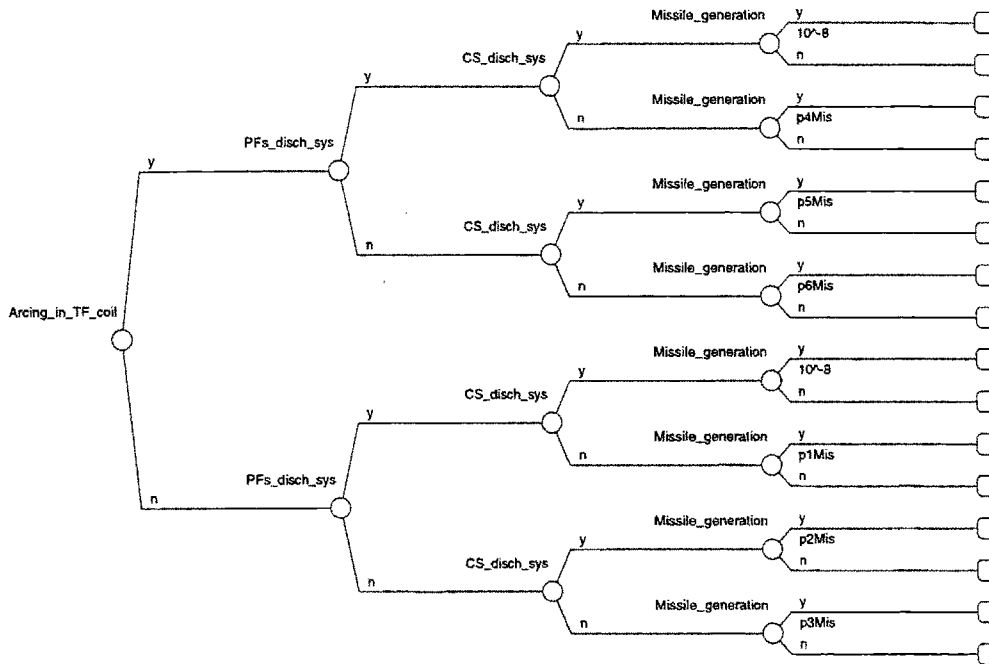 Missile_generation
y
y
10^-8
CS_disch_sys
n
y
Missile_generation
y
n
p4Mis
PFs_disch_sys
n
y
Missile_generation
y
y
p5Mis
CS_disch_sys
n
n
Missile_generation
y
n
p6Mis
Arcing_in_TF_coil
n
Missile_generation
y
y
10^-8
CS_disch_sys
n
y
Missile_generation
y
n
p1Mis
PFs_disch_sys
n
n
Missile_generation
y
y
p2Mis
CS_disch_sys
n
n
Missile_generation
y
n
p3Mis
n